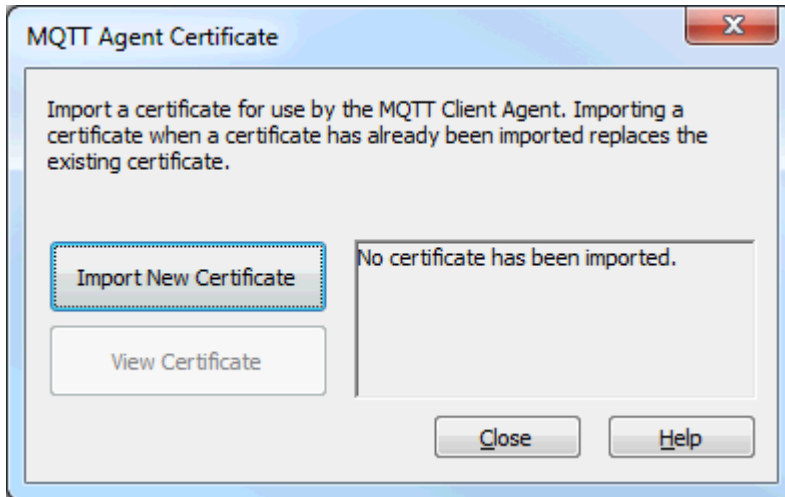 MQTT Agent Certificate
Import a certificate for use by the MQTT Client Agent. Importing a
certificate when a certificate has already been imported replaces the
existing certificate.
Import New Certificate
No certificate has been imported.
View Certificate
Close
Help